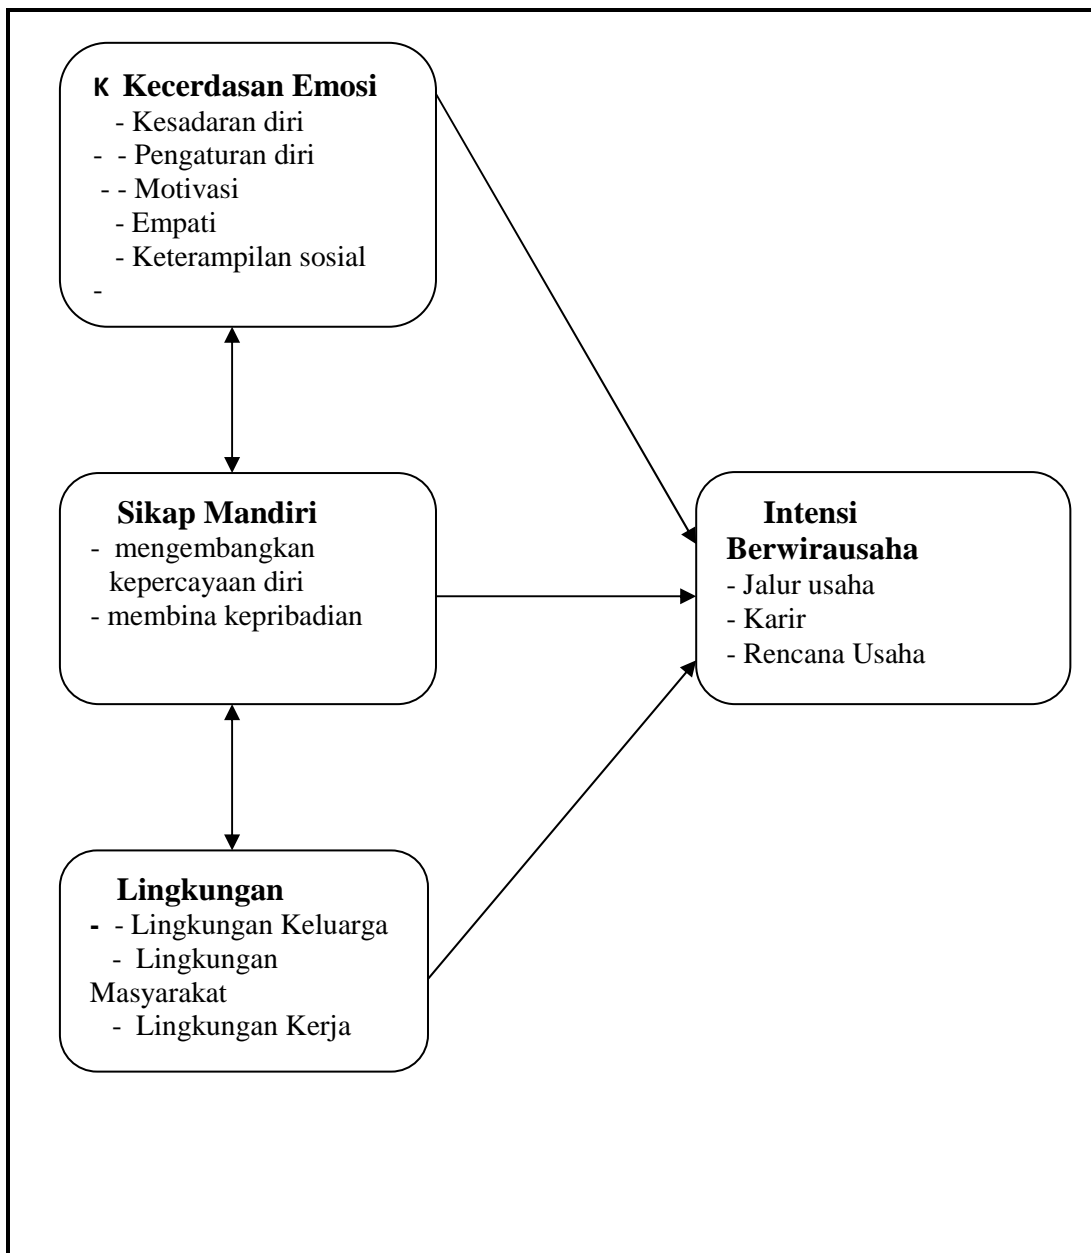 K Kecerdasan Emosi
- Kesadaran diri
- - Pengaturan diri
- - Motivasi
- Empati
- Keterampilan sosial
-
Sikap Mandiri
- mengembangkan
kepercayaan diri
- membina kepribadian
Intensi
Berwirausaha
- Jalur usaha
- Karir
- Rencana Usaha
Lingkungan
- - Lingkungan Keluarga
- Lingkungan
Masyarakat
- Lingkungan Kerja